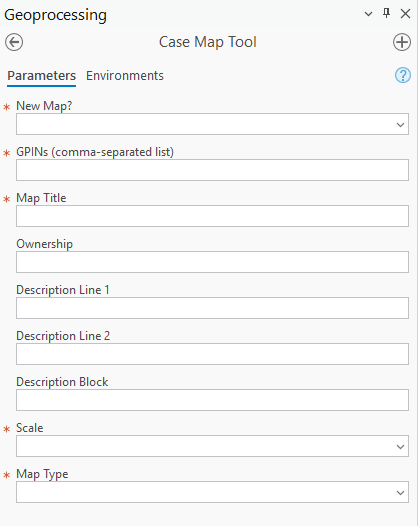 Geoprocessing
Case Map Tool
Parameters Environments
?
* New Map?
* GPINs (comma-separated list)
* Map Title
Ownership
Description Line 1
Description Line 2
Description Block
* Scale
* Map Type